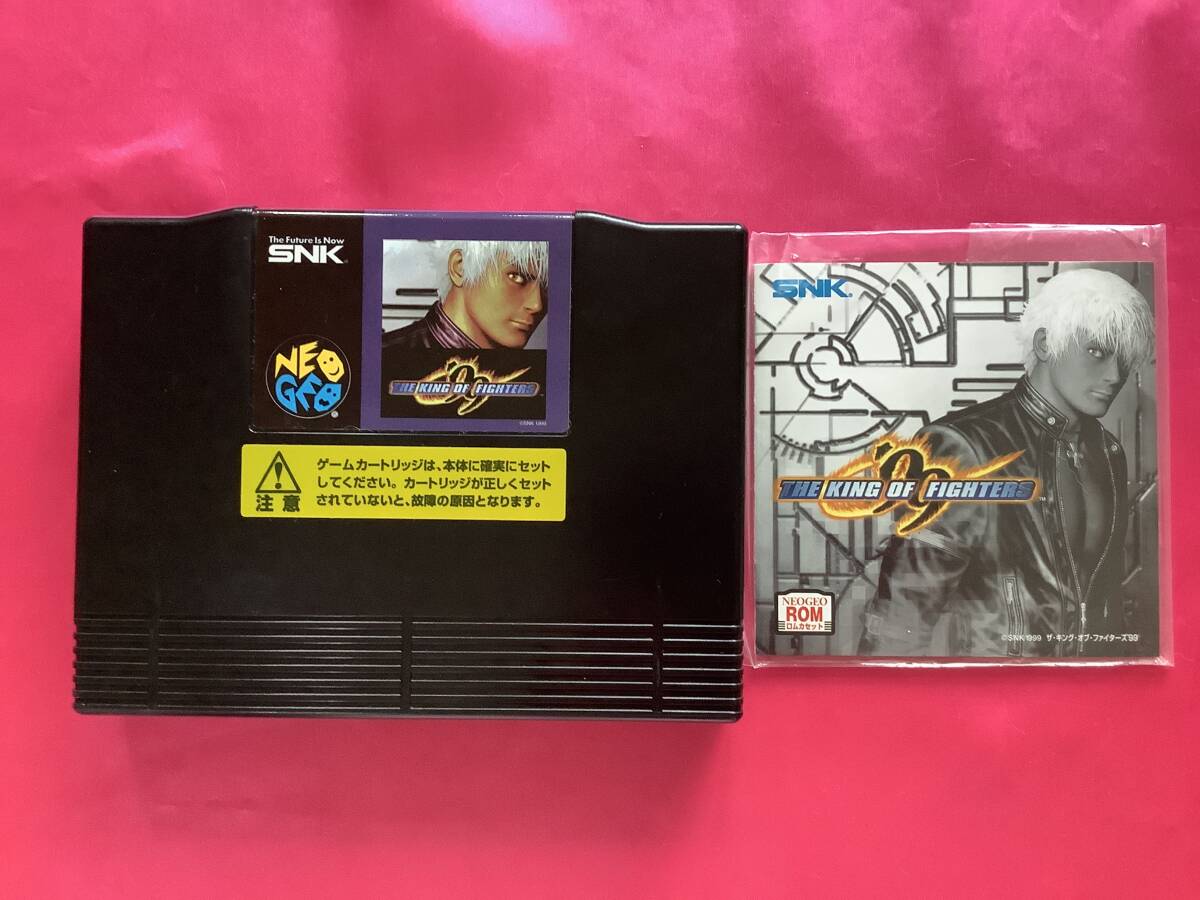 The Future Is Now
SNK
NEO
GEO
'99
THE KING OF FIGHTERS
©SNK 1999
注意
ゲームカートリッジは、本体に確実にセット
してください。カートリッジが正しくセット
されていないと、故障の原因となります。
SNK
'99
THE KING OF FIGHTERS™
NEOGEO
ROM
ロムカセット
©SNK 1999 ザ・キング・オブ・ファイターズ'99